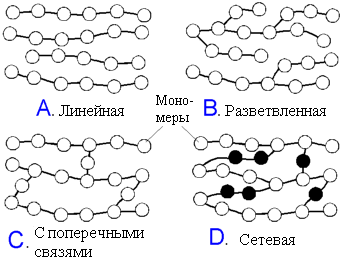 A. Линейная
B. Разветвленная
Моно-
меры
C. С поперечными
связями
D. Сетевая